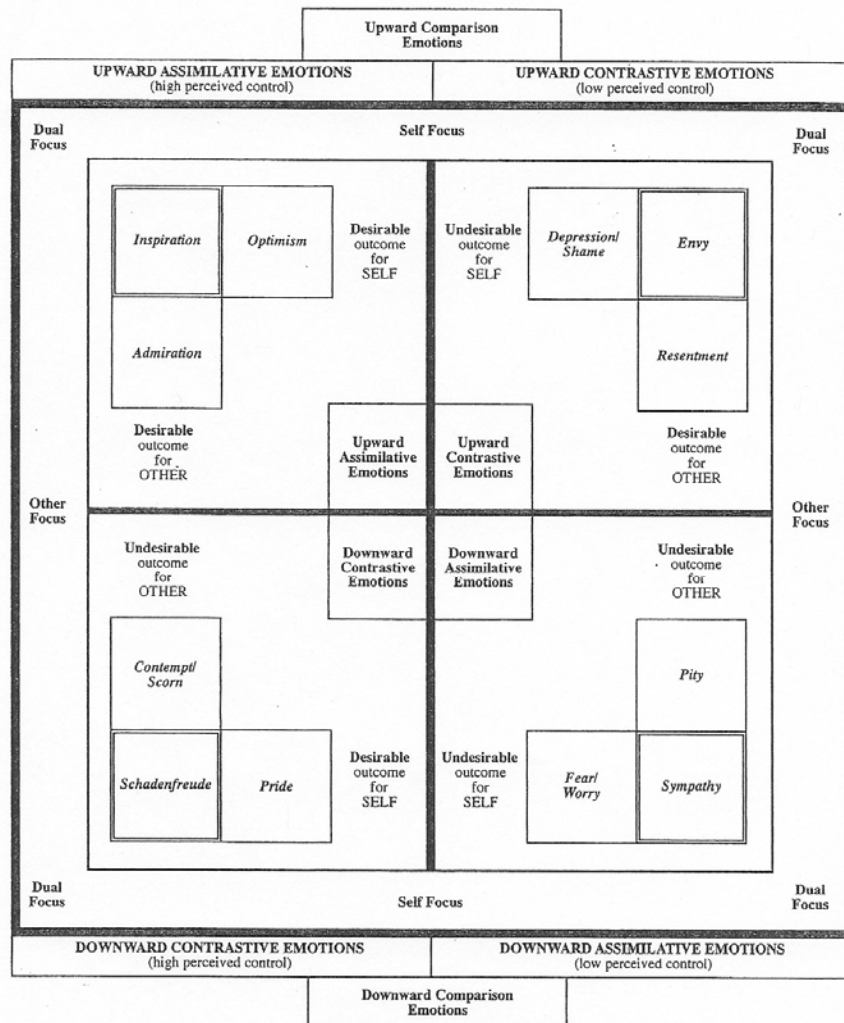 Upward Comparison
Emotions
UPWARD ASSIMILATIVE EMOTIONS
(high perceived control)
UPWARD CONTRASTIVE EMOTIONS
(low perceived control)
Dual
Focus
Self Focus
Dual
Focus
Inspiration
Optimism
Desirable
outcome
for
SELF
Undesirable
outcome
for
SELF
Depression/
Shame
Envy
Admiration
Resentment
Desirable
outcome
for
OTHER
Upward
Assimilative
Emotions
Upward
Contrastive
Emotions
Desirable
outcome
for
OTHER
Other
Focus
Other
Focus
Undesirable
outcome
for
OTHER
Downward
Contrastive
Emotions
Downward
Assimilative
Emotions
Undesirable
outcome
for
OTHER
Contempt/
Scorn
Pity
Schadenfreude
Pride
Desirable
outcome
for
SELF
Undesirable
outcome
for
SELF
Fear/
Worry
Sympathy
Dual
Focus
Self Focus
Dual
Focus
DOWNWARD CONTRASTIVE EMOTIONS
(high perceived control)
DOWNWARD ASSIMILATIVE EMOTIONS
(low perceived control)
Downward Comparison
Emotions